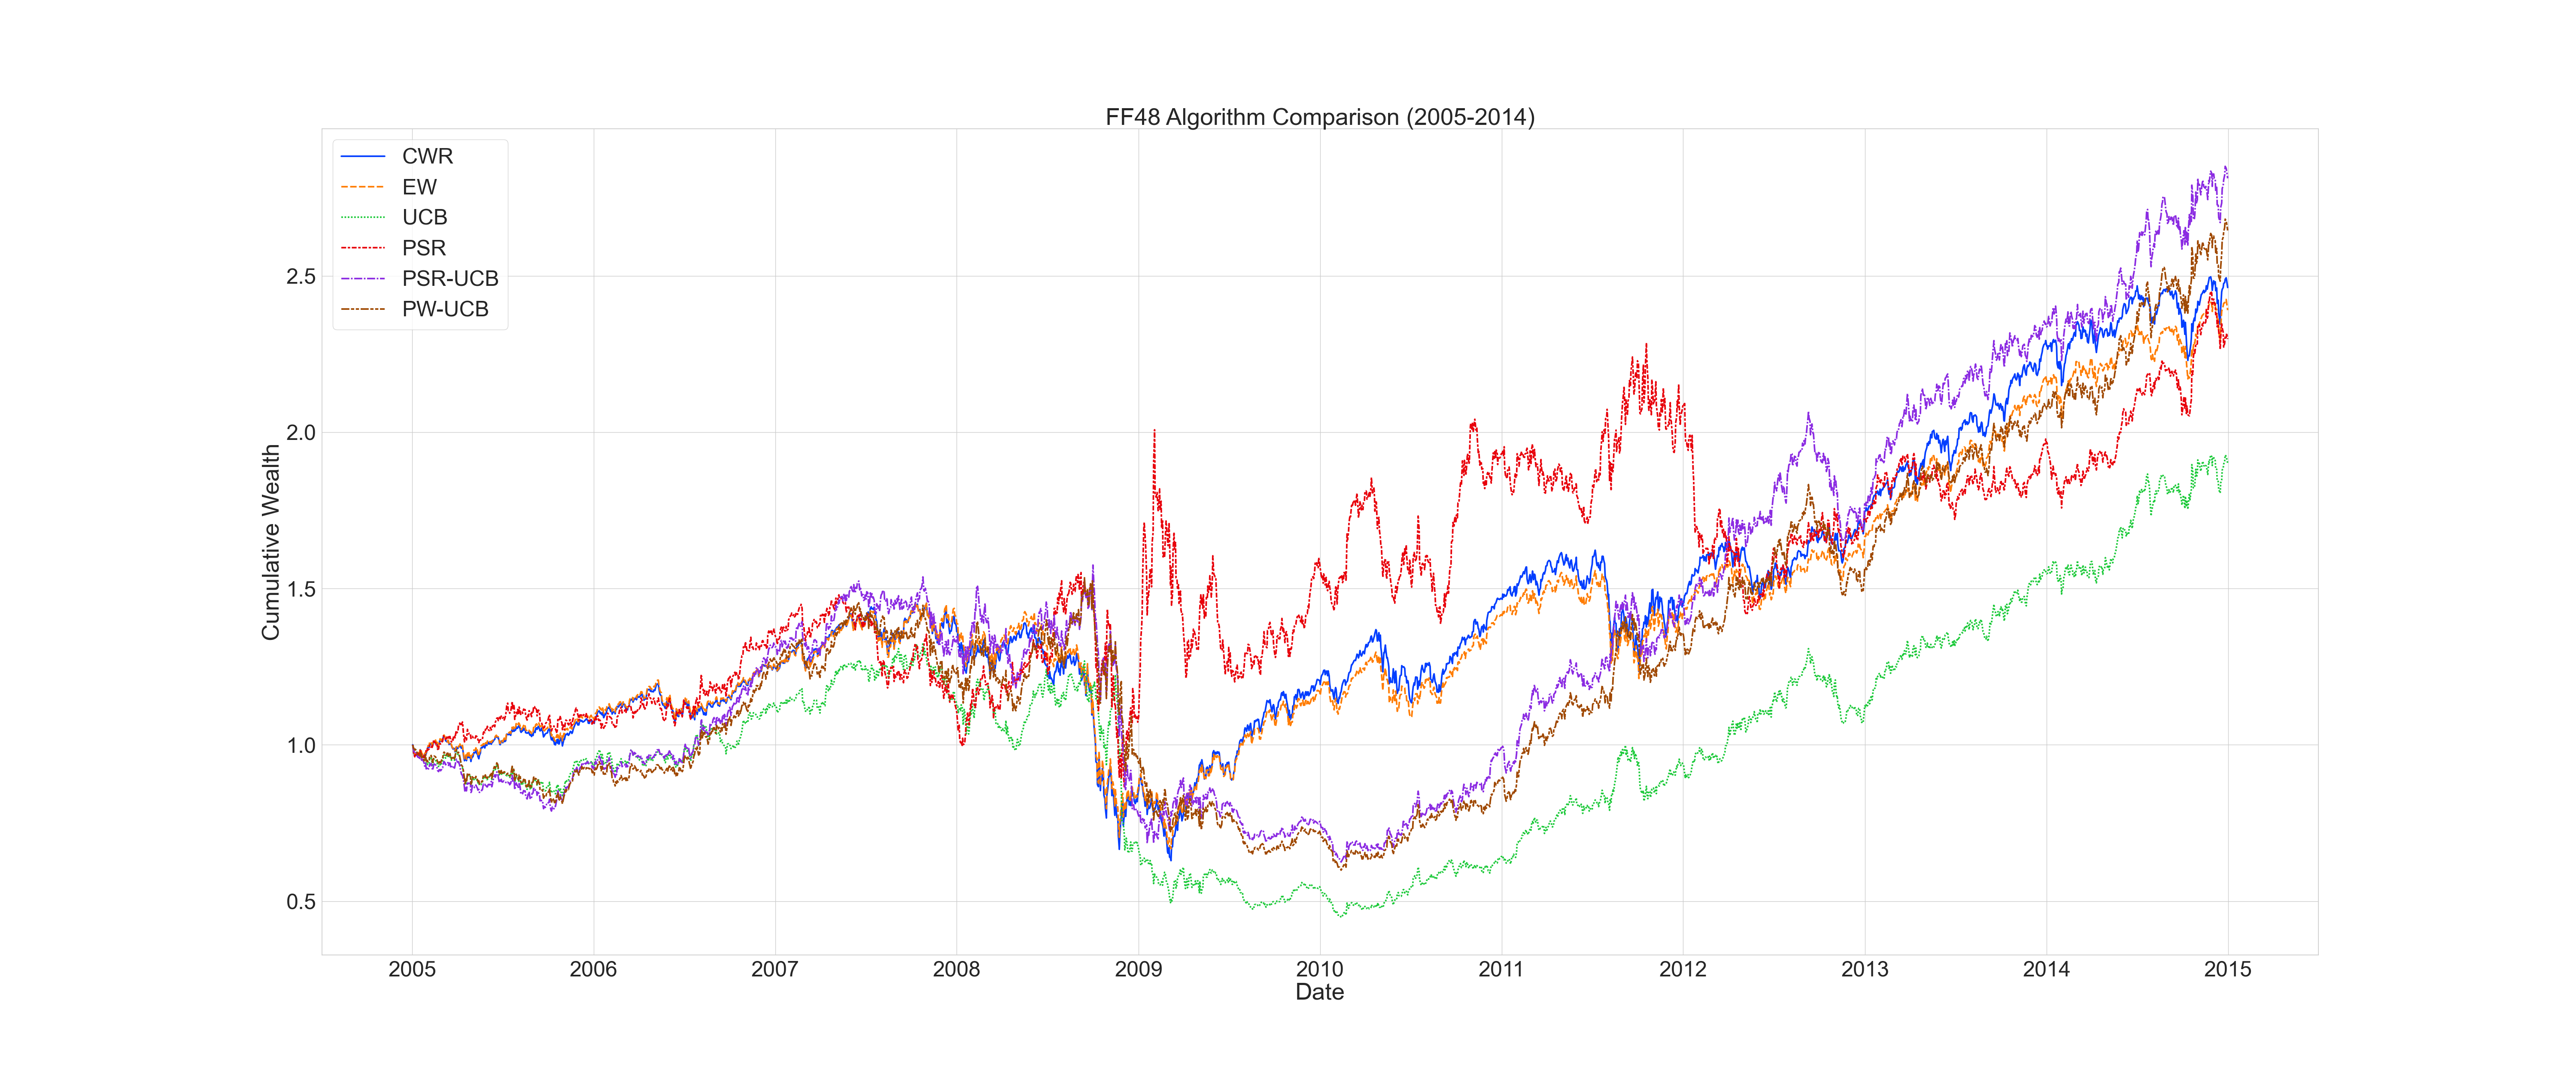 FF48 Algorithm Comparison (2005-2014)
CWR
EW
UCB
PSR
PSR-UCB
PW-UCB
Cumulative Wealth
2.5
2.0
1.5
1.0
0.5
2005 2006 2007 2008 2009 2010 2011 2012 2013 2014 2015
Date